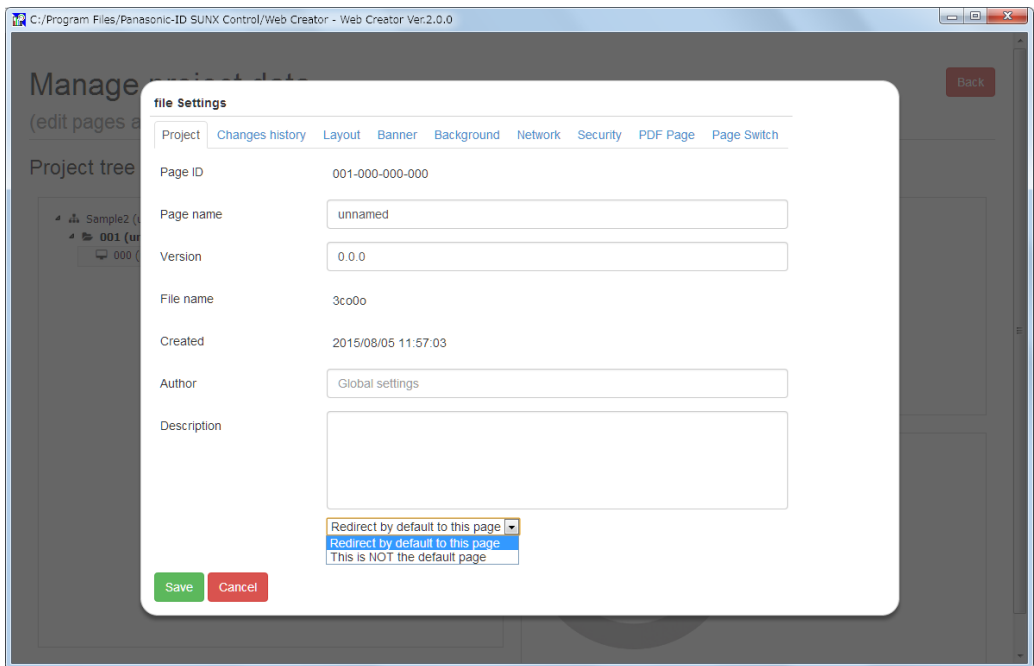 C:/Program Files/Panasonic-ID SUNX Control/Web Creator - Web Creator Ver.2.0.0
Manage project data
Back
(edit pages a
Project tree
Sample2 (u
001 (un
000 (
file Settings
Project Changes history Layout Banner Background Network Security PDF Page Page Switch
Page ID 001-000-000-000
Page name unnamed
Version 0.0.0
File name 3co0o
Created 2015/08/05 11:57:03
Author Global settings
Description
Redirect by default to this page
Redirect by default to this page
This is NOT the default page
Save Cancel